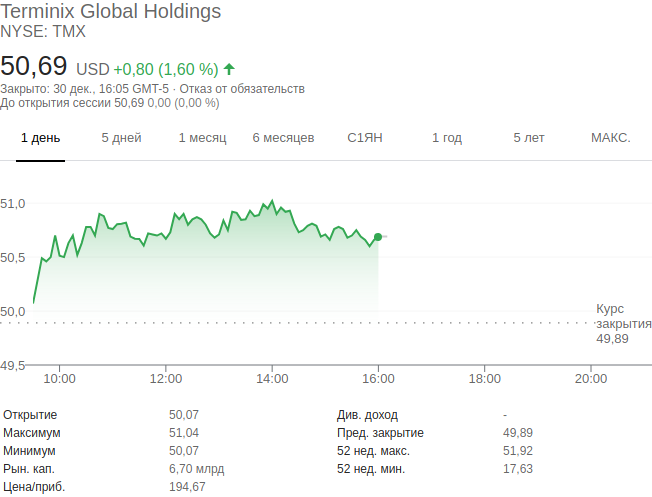 Terminix Global Holdings
NYSE: TMX
50,69 USD +0,80 (1,60 %)
Закрыто: 30 дек., 16:05 GMT-5 · Отказ от обязательств
До открытия сессии 50,69 0,00 (0,00 %)
1 день 5 дней 1 месяц 6 месяцев С1ЯН 1 год 5 лет МАКС.
51,0
50,5
50,0
Курс
закрытия
49,89
49,5
10:00 12:00 14:00 16:00 18:00 20:00
Открытие 50,07 Див. доход -
Максимум 51,04 Пред. закрытие 49,89
Минимум 50,07 52 нед. макс. 51,92
Рын. кап. 6,70 млрд 52 нед. мин. 17,63
Цена/приб. 194,67